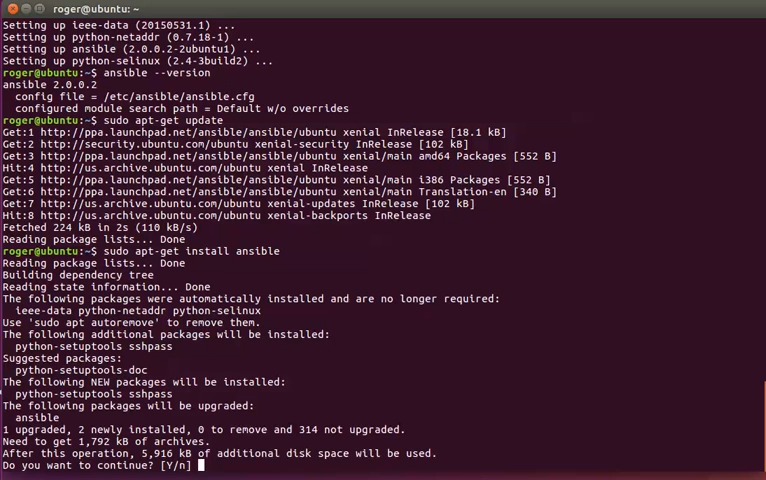 roger@ubuntu: ~
Setting up ieee-data (20150531.1) ...
Setting up python-netaddr (0.7.18-1) ...
Setting up ansible (2.0.0.2-2ubuntu1) ...
Setting up python-selinux (2.4-3build2) ...
roger@ubuntu:~$ ansible --version
ansible 2.0.0.2
  config file = /etc/ansible/ansible.cfg
  configured module search path = Default w/o overrides
roger@ubuntu:~$ sudo apt-get update
Get:1 http://ppa.launchpad.net/ansible/ansible/ubuntu xenial InRelease [18.1 kB]
Get:2 http://security.ubuntu.com/ubuntu xenial-security InRelease [102 kB]
Get:3 http://ppa.launchpad.net/ansible/ansible/ubuntu xenial/main amd64 Packages [552 B]
Hit:4 http://us.archive.ubuntu.com/ubuntu xenial InRelease
Get:5 http://ppa.launchpad.net/ansible/ansible/ubuntu xenial/main i386 Packages [552 B]
Get:6 http://ppa.launchpad.net/ansible/ansible/ubuntu xenial/main Translation-en [340 B]
Get:7 http://us.archive.ubuntu.com/ubuntu xenial-updates InRelease [102 kB]
Hit:8 http://us.archive.ubuntu.com/ubuntu xenial-backports InRelease
Fetched 224 kB in 2s (110 kB/s)
Reading package lists... Done
roger@ubuntu:~$ sudo apt-get install ansible
Reading package lists... Done
Building dependency tree
Reading state information... Done
The following packages were automatically installed and are no longer required:
  ieee-data python-netaddr python-selinux
Use 'sudo apt autoremove' to remove them.
The following additional packages will be installed:
  python-setuptools sshpass
Suggested packages:
  python-setuptools-doc
The following NEW packages will be installed:
  python-setuptools sshpass
The following packages will be upgraded:
  ansible
1 upgraded, 2 newly installed, 0 to remove and 314 not upgraded.
Need to get 1,792 kB of archives.
After this operation, 5,916 kB of additional disk space will be used.
Do you want to continue? [Y/n]